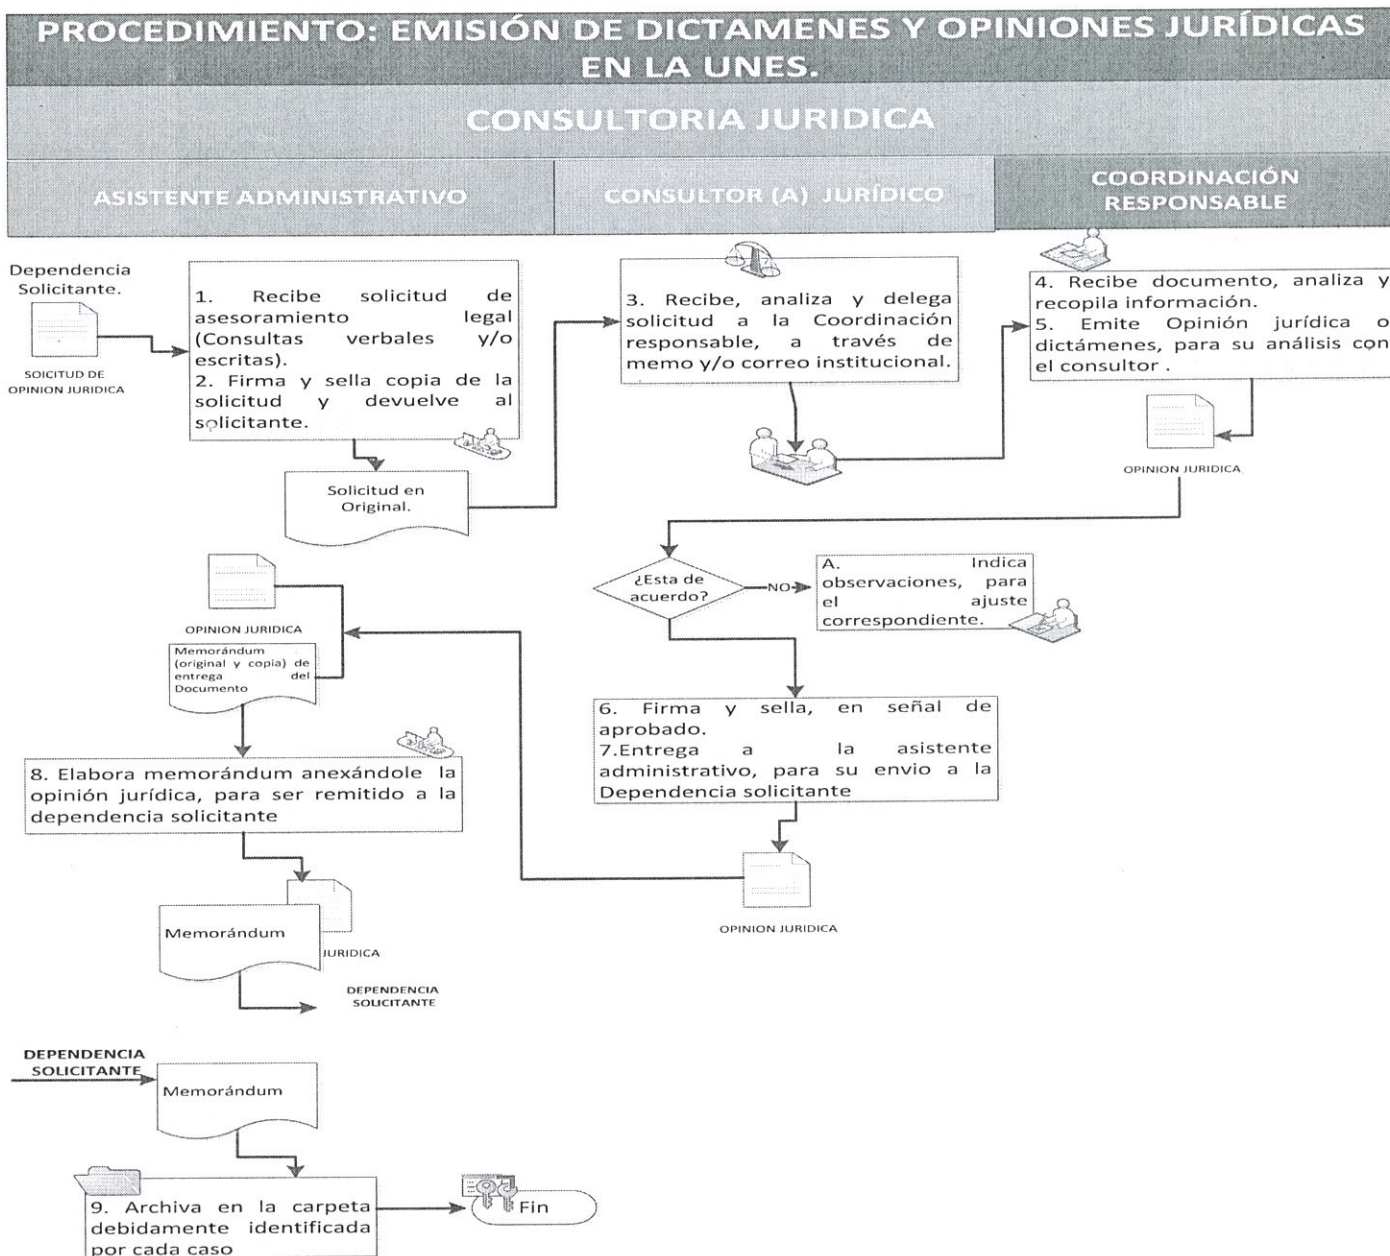 PROCEDIMIENTO: EMISIÓN DE DICTAMENES Y OPINIONES JURÍDICAS
EN LA UNES.
CONSULTORIA JURIDICA
ASISTENTE ADMINISTRATIVO
CONSULTOR (A) JURÍDICO
COORDINACIÓN
RESPONSABLE
Dependencia
Solicitante.
SOICITUD DE
OPINION JURIDICA
1. Recibe solicitud de
asesoramiento legal
(Consultas verbales y/o
escritas).
2. Firma y sella copia de la
solicitud y devuelve al
solicitante.
Solicitud en
Original.
3. Recibe, analiza y delega
solicitud a la Coordinación
responsable, a través de
memo y/o correo institucional.
4. Recibe documento, analiza y
recopila información.
5. Emite Opinión jurídica o
dictámenes, para su análisis con
el consultor .
OPINION JURIDICA
¿Esta de
acuerdo?
NO
A. Indica
observaciones, para
el ajuste
correspondiente.
6. Firma y sella, en señal de
aprobado.
7.Entrega a la asistente
administrativo, para su envio a la
Dependencia solicitante
OPINION JURIDICA
OPINION JURIDICA
Memorándum
(original y copia) de
entrega del
Documento
8. Elabora memorándum anexándole la
opinión jurídica, para ser remitido a la
dependencia solicitante
Memorándum
JURIDICA
DEPENDENCIA
SOLICITANTE
DEPENDENCIA
SOLICITANTE
Memorándum
9. Archiva en la carpeta
debidamente identificada
por cada caso
Fin